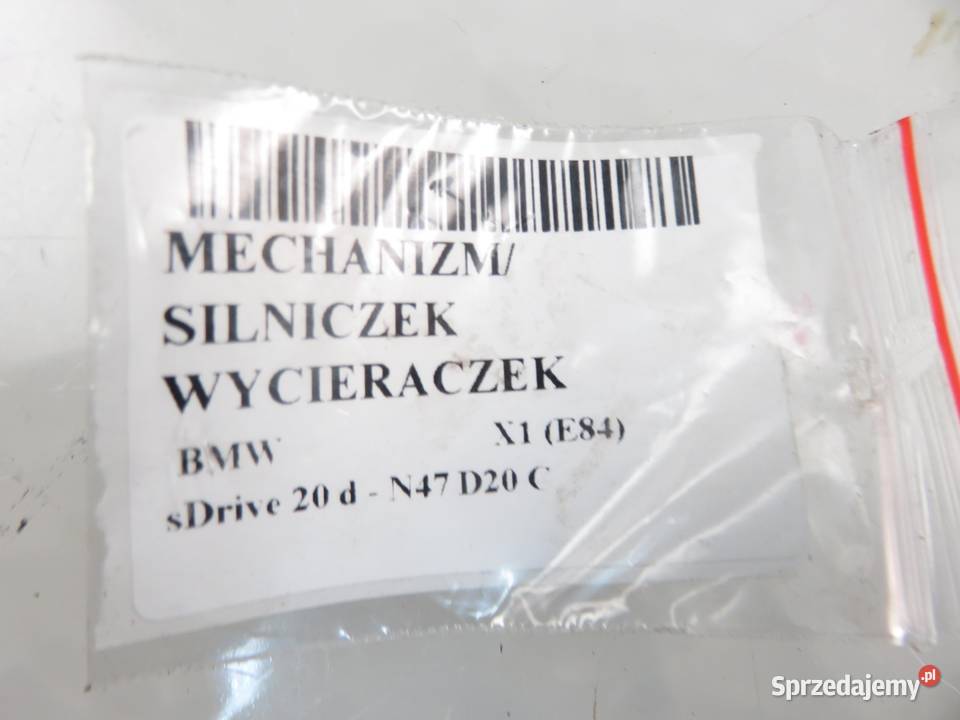 MECHANIZM/
SILNICZEK
WYCIERACZEK
BMW X1 (E84)
sDrive 20 d - N47 D20 C
Sprzedajemy.pl